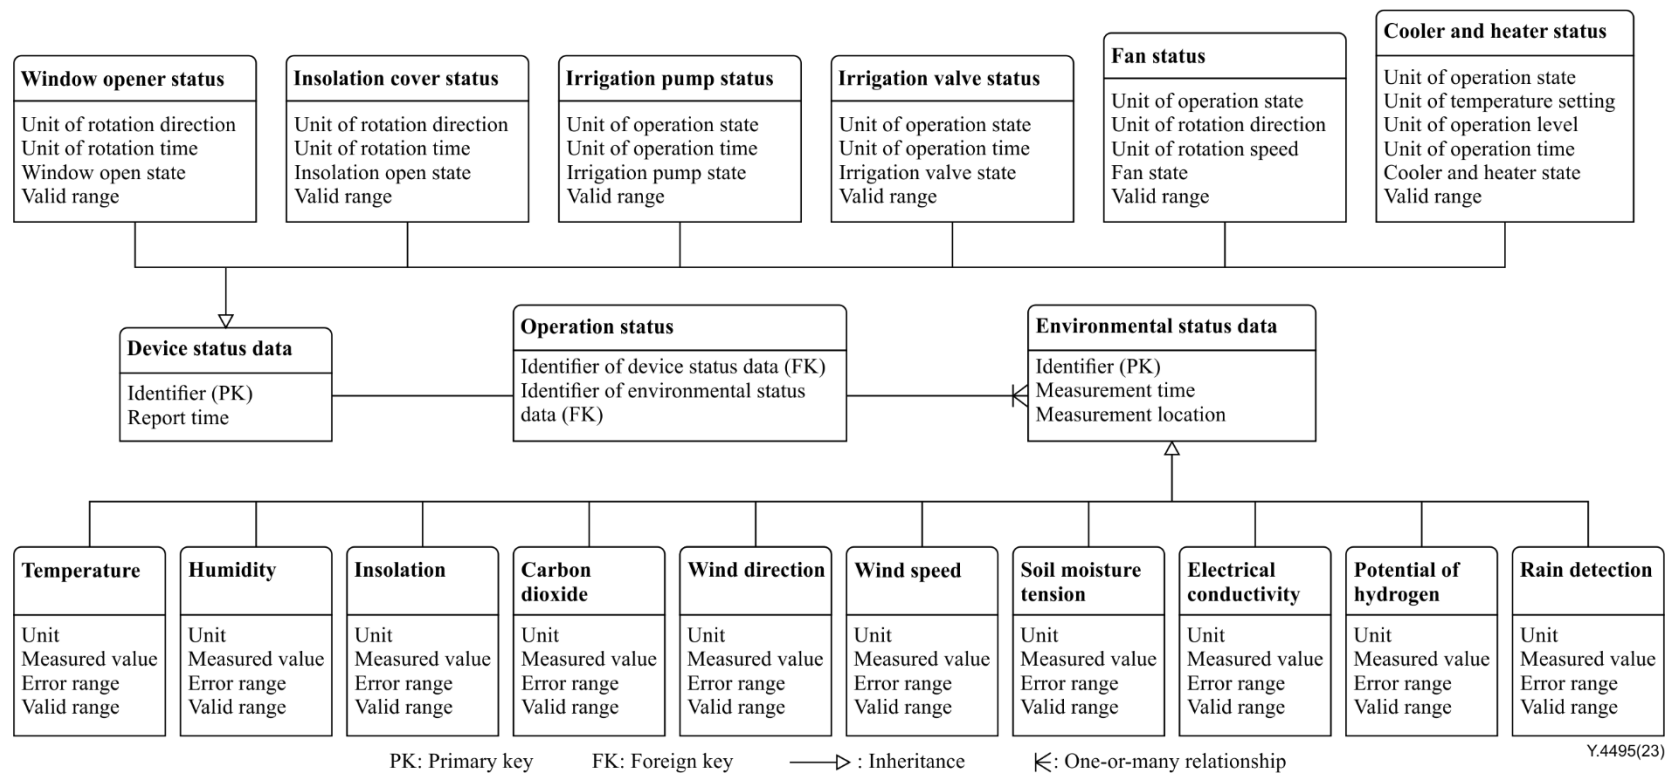 Window opener status
Unit of rotation direction
Unit of rotation time
Window open state
Valid range
Insolation cover status
Unit of rotation direction
Unit of rotation time
Insolation open state
Valid range
Irrigation pump status
Unit of operation state
Unit of operation time
Irrigation pump state
Valid range
Irrigation valve status
Unit of operation state
Unit of operation time
Irrigation valve state
Valid range
Fan status
Unit of operation state
Unit of rotation direction
Unit of rotation speed
Fan state
Valid range
Cooler and heater status
Unit of operation state
Unit of temperature setting
Unit of operation level
Unit of operation time
Cooler and heater state
Valid range
Device status data
Identifier (PK)
Report time
Operation status
Identifier of device status data (FK)
Identifier of environmental status
data (FK)
Environmental status data
Identifier (PK)
Measurement time
Measurement location
Temperature
Unit
Measured value
Error range
Valid range
Humidity
Unit
Measured value
Error range
Valid range
Insolation
Unit
Measured value
Error range
Valid range
Carbon
dioxide
Unit
Measured value
Error range
Valid range
Wind direction
Unit
Measured value
Error range
Valid range
Wind speed
Unit
Measured value
Error range
Valid range
Soil moisture
tension
Unit
Measured value
Error range
Valid range
Electrical
conductivity
Unit
Measured value
Error range
Valid range
Potential of
hydrogen
Unit
Measured value
Error range
Valid range
Rain detection
Unit
Measured value
Error range
Valid range
PK: Primary key FK: Foreign key : Inheritance : One-or-many relationship
Y.4495(23)